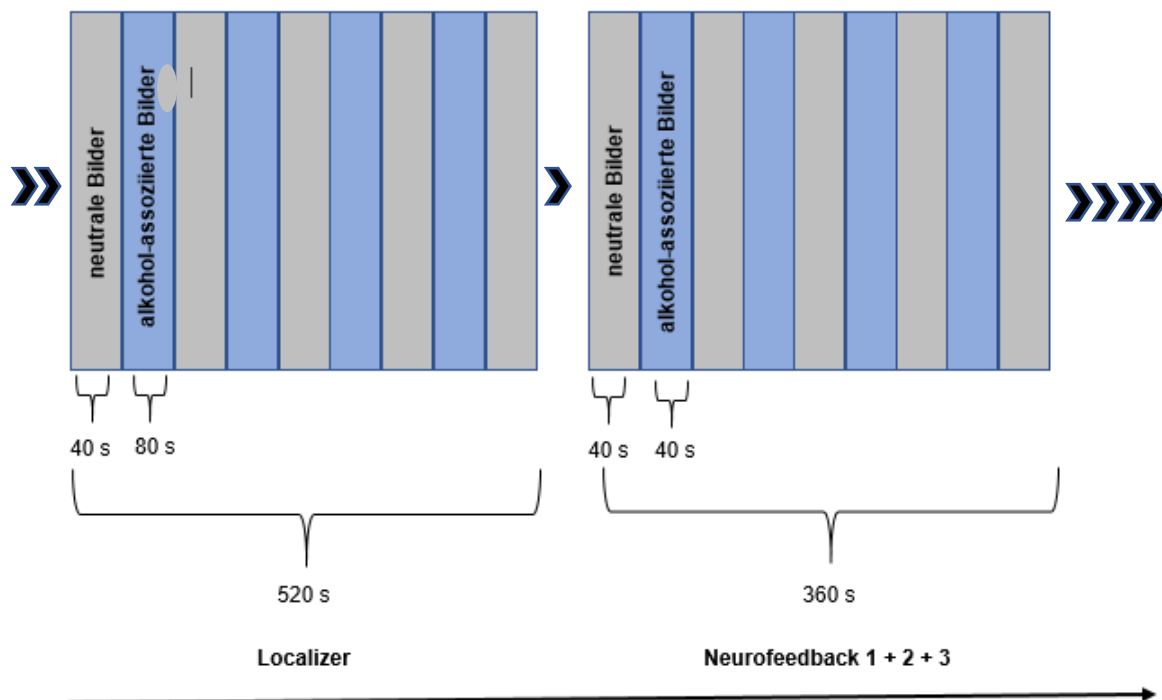 neutrale Bilder
alkohol-assoziierte Bilder
neutrale Bilder
alkohol-assoziierte Bilder
40 s
80 s
40 s
40 s
520 s
360 s
Localizer
Neurofeedback 1 + 2 + 3